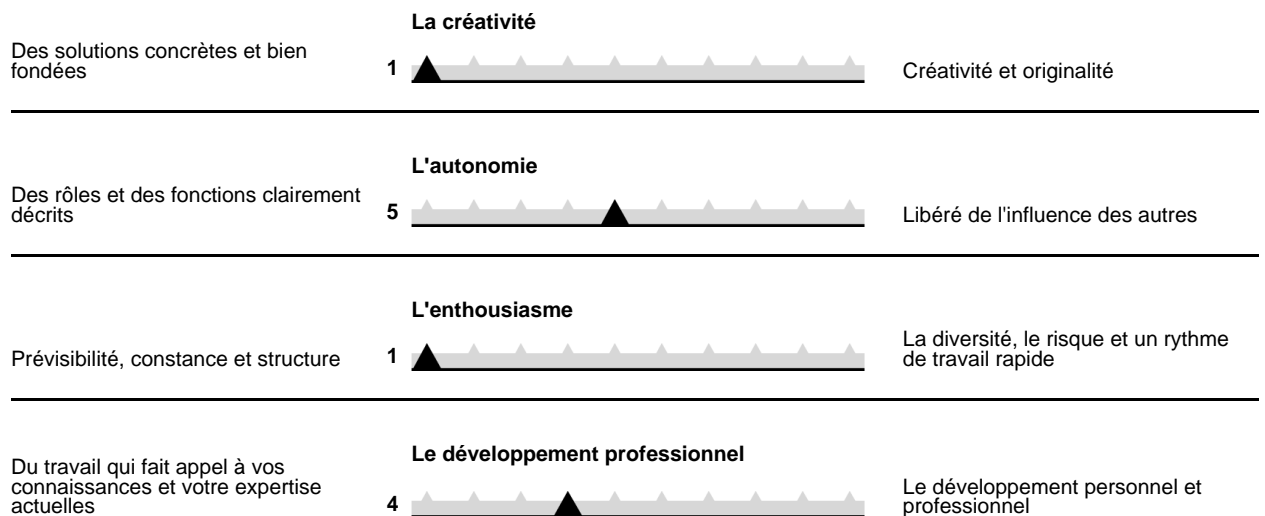 La créativité
Des solutions concrètes et bien
fondées
1
Créativité et originalité
L'autonomie
Des rôles et des fonctions clairement
décrits
5
Libéré de l'influence des autres
L'enthousiasme
Prévisibilité, constance et structure
1
La diversité, le risque et un rythme
de travail rapide
Le développement professionnel
Du travail qui fait appel à vos
connaissances et votre expertise
actuelles
4
Le développement personnel et
professionnel